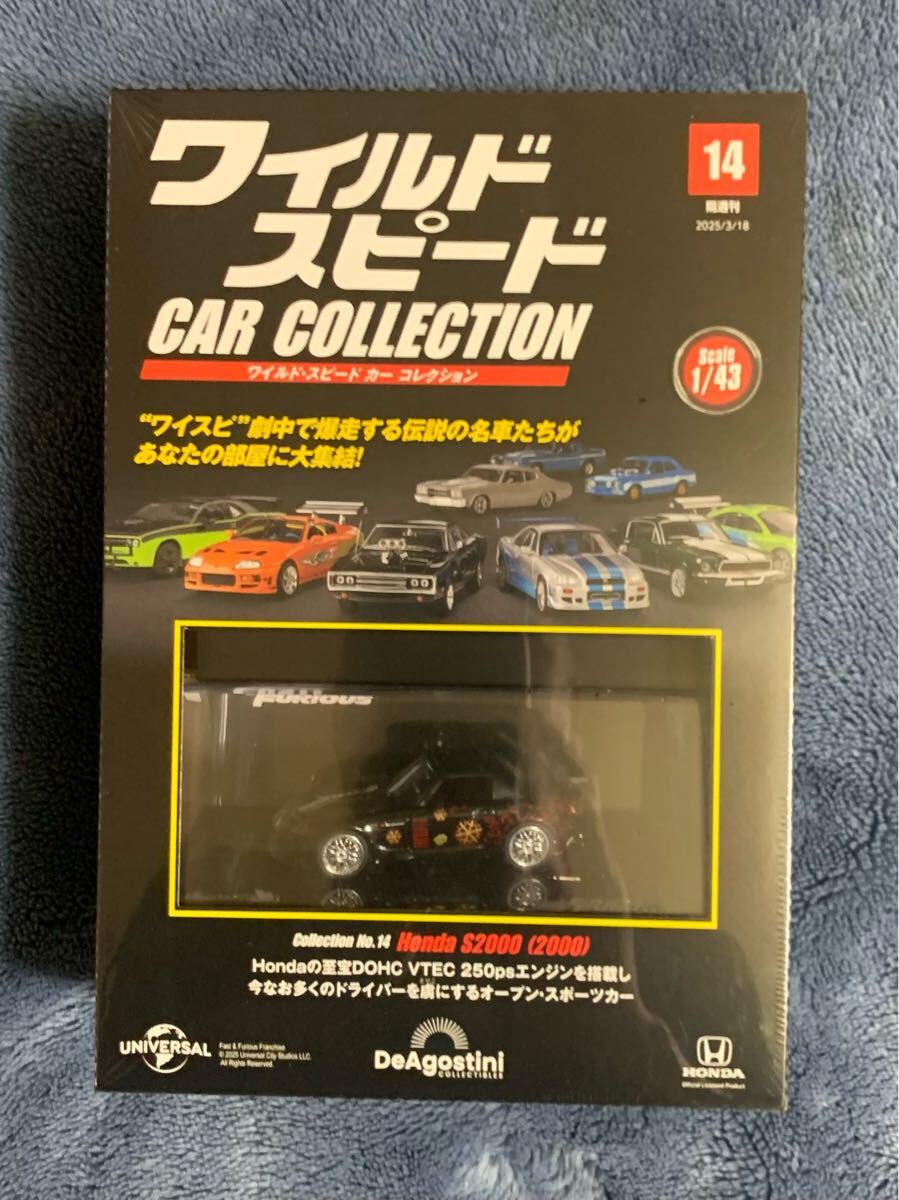 ワイルド
スピード
CAR COLLECTION
ワイルド・スピード カー コレクション
14
隔週刊
2025/3/18
Scale
1/43
“ワイスピ”劇中で爆走する伝説の名車たちが
あなたの部屋に大集結!
FURIOUS
Collection No.14 Honda S2000 (2000)
Hondaの至宝DOHC VTEC 250psエンジンを搭載し
今なお多くのドライバーを虜にするオープン・スポーツカー
UNIVERSAL
Fast & Furious Franchise
© 2025 Universal City Studios LLC.
All Rights Reserved.
DeAgostini
COLLECTIBLES
HONDA
Official Licensed Product